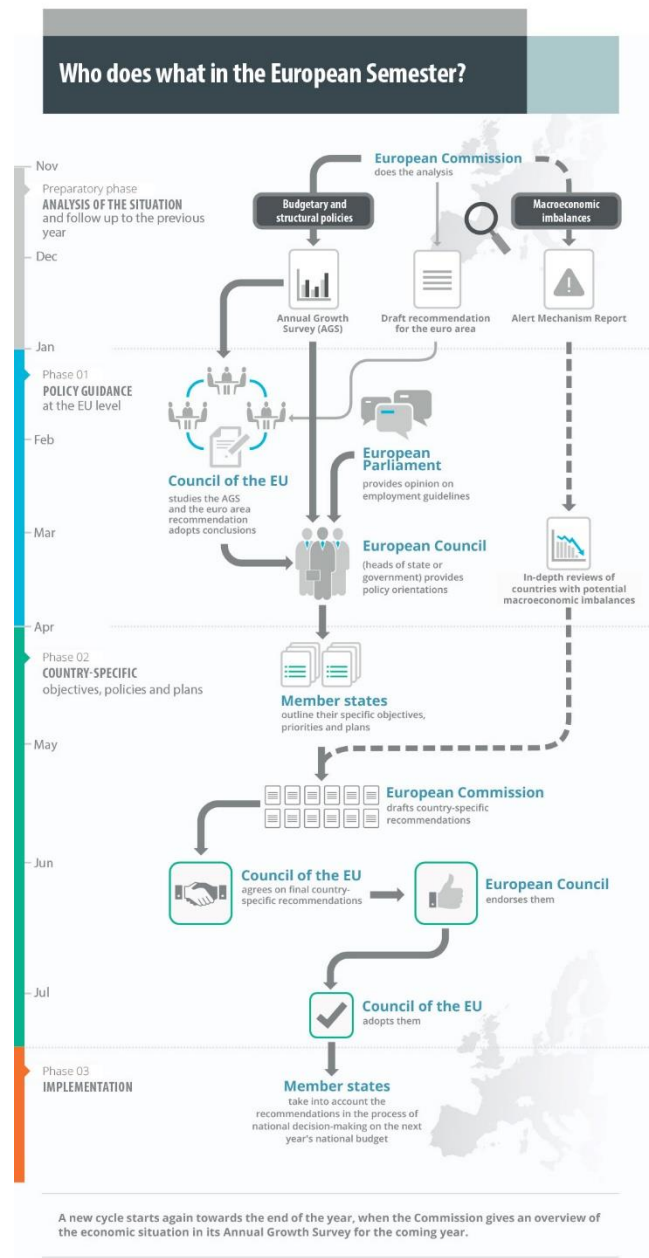 Who does what in the European Semester?
Nov
Preparatory phase
ANALYSIS OF THE SITUATION
and follow up to the previous
year
European Commission
does the analysis
Budgetary and
structural policies
Macroeconomic
imbalances
Dec
Annual Growth
Survey (AGS)
Draft recommendation
for the euro area
Alert Mechanism Report
Jan
Phase 01
POLICY GUIDANCE
at the EU level
Feb
Council of the EU
studies the AGS
and the euro area
recommendation
adopts conclusions
European
Parliament
provides opinion on
employment guidelines
Mar
European Council
(heads of state or
government) provides
policy orientations
In-depth reviews of
countries with potential
macroeconomic imbalances
Apr
Phase 02
COUNTRY-SPECIFIC
objectives, policies and plans
Member states
outline their specific objectives,
priorities and plans
May
European Commission
drafts country-specific
recommendations
Jun
Council of the EU
agrees on final country-
specific recommendations
European Council
endorses them
Jul
Council of the EU
adopts them
Phase 03
IMPLEMENTATION
Member states
take into account the
recommendations in the process of
national decision-making on the next
year's national budget
A new cycle starts again towards the end of the year, when the Commission gives an overview of
the economic situation in its Annual Growth Survey for the coming year.